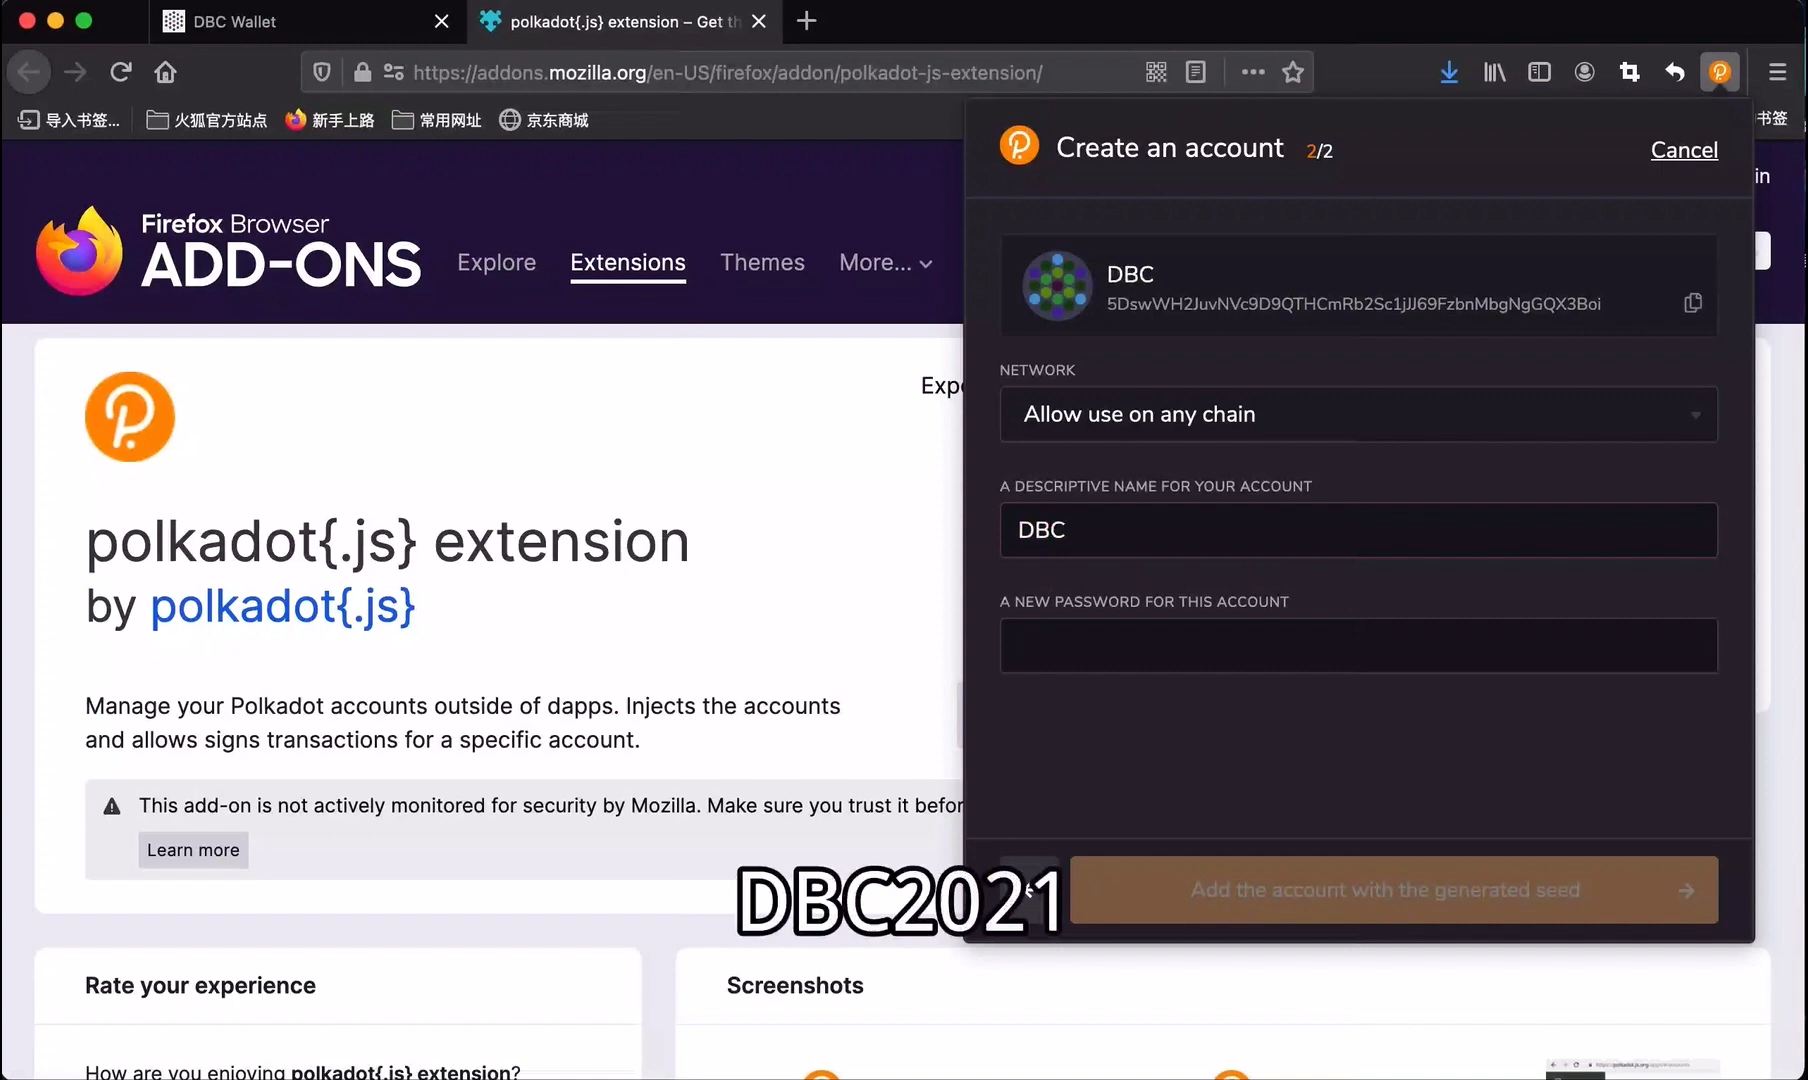 DBC Wallet
polkadot{.js} extension – Get th
https://addons.mozilla.org/en-US/firefox/addon/polkadot-js-extension/
导入书签... 火狐官方站点 新手上路 常用网址 京东商城
书签
Create an account 2/2
Cancel
in
Firefox Browser
ADD-ONS
Explore Extensions Themes More...
DBC
5DswWH2JuvNVc9D9QTHCmRb2Sc1jJJ69FzbnMbgNgGQX3Boi
NETWORK
Allow use on any chain
Expe
A DESCRIPTIVE NAME FOR YOUR ACCOUNT
DBC
polkadot{.js} extension
by polkadot{.js}
A NEW PASSWORD FOR THIS ACCOUNT
Manage your Polkadot accounts outside of dapps. Injects the accounts
and allows signs transactions for a specific account.
This add-on is not actively monitored for security by Mozilla. Make sure you trust it befor
Learn more
Add the account with the generated seed
DBC2021
Rate your experience
Screenshots
How are you enjoying polkadot{.js} extension?